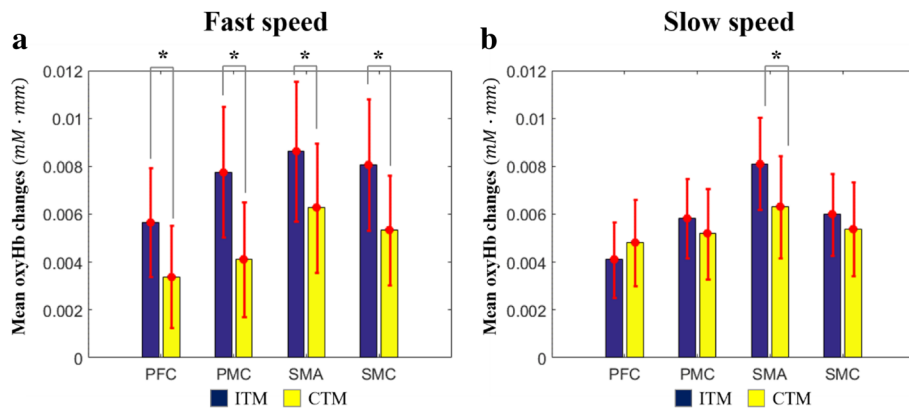 a
Fast speed
* * * *
Mean oxyHb changes (mM · mm)
0.012
0.01
0.008
0.006
0.004
0.002
0
PFC PMC SMA SMC
ITM CTM
b
Slow speed
*
Mean oxyHb changes (mM · mm)
0.012
0.01
0.008
0.006
0.004
0.002
0
PFC PMC SMA SMC
ITM CTM